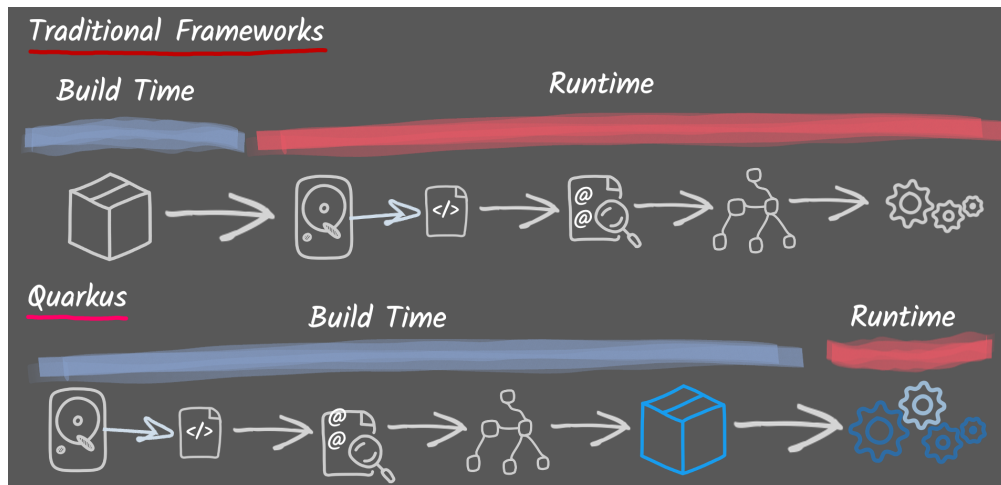 Traditional Frameworks
Build Time
Runtime
</>
@
@
Quarkus
Build Time
Runtime
</>
@
@